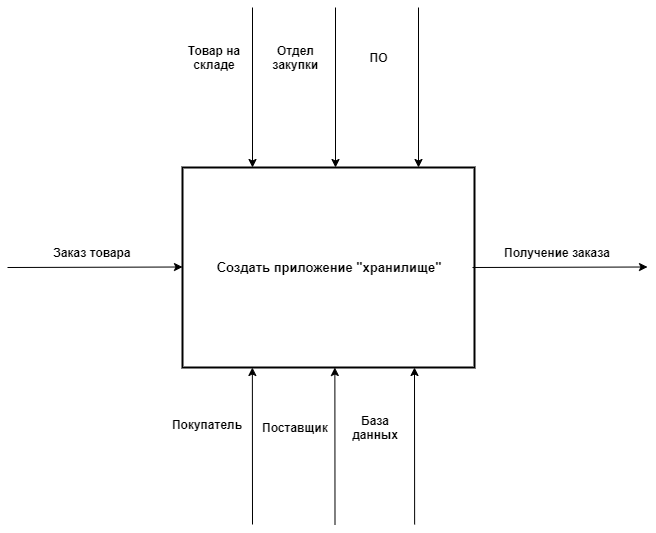 Товар на
складе
Отдел
закупки
ПО
Заказ товара
Создать приложение "хранилище"
Получение заказа
Покупатель
Поставщик
База
данных